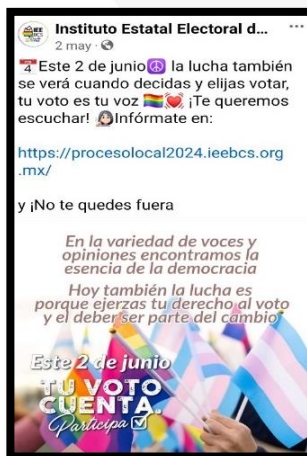 Instituto Estatal Electoral d...
2 may
Este 2 de junio la lucha también
se verá cuando decidas y elijas votar,
tu voto es tu voz ¡Te queremos
escuchar! Infórmate en:
https://procesolocal2024.ieebcs.org
.mx/
y ¡No te quedes fuera
En la variedad de voces y
opiniones encontramos la
esencia de la democracia
Hoy también la lucha es
porque ejerzas tu derecho al voto
y el deber ser parte del cambio
Este 2 de junio
TU VOTO
CUENTA.
Participa